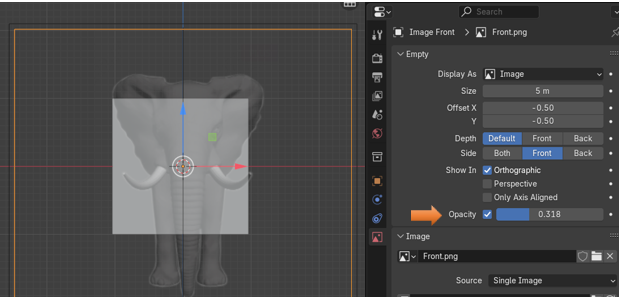 Search
Image Front > Front.png
Empty
Display As Image
Size 5 m
Offset X -0.50
Y -0.50
Depth Default Front Back
Side Both Front Back
Show In Orthographic
Perspective
Only Axis Aligned
Opacity 0.318
Image
Front.png
Source Single Image